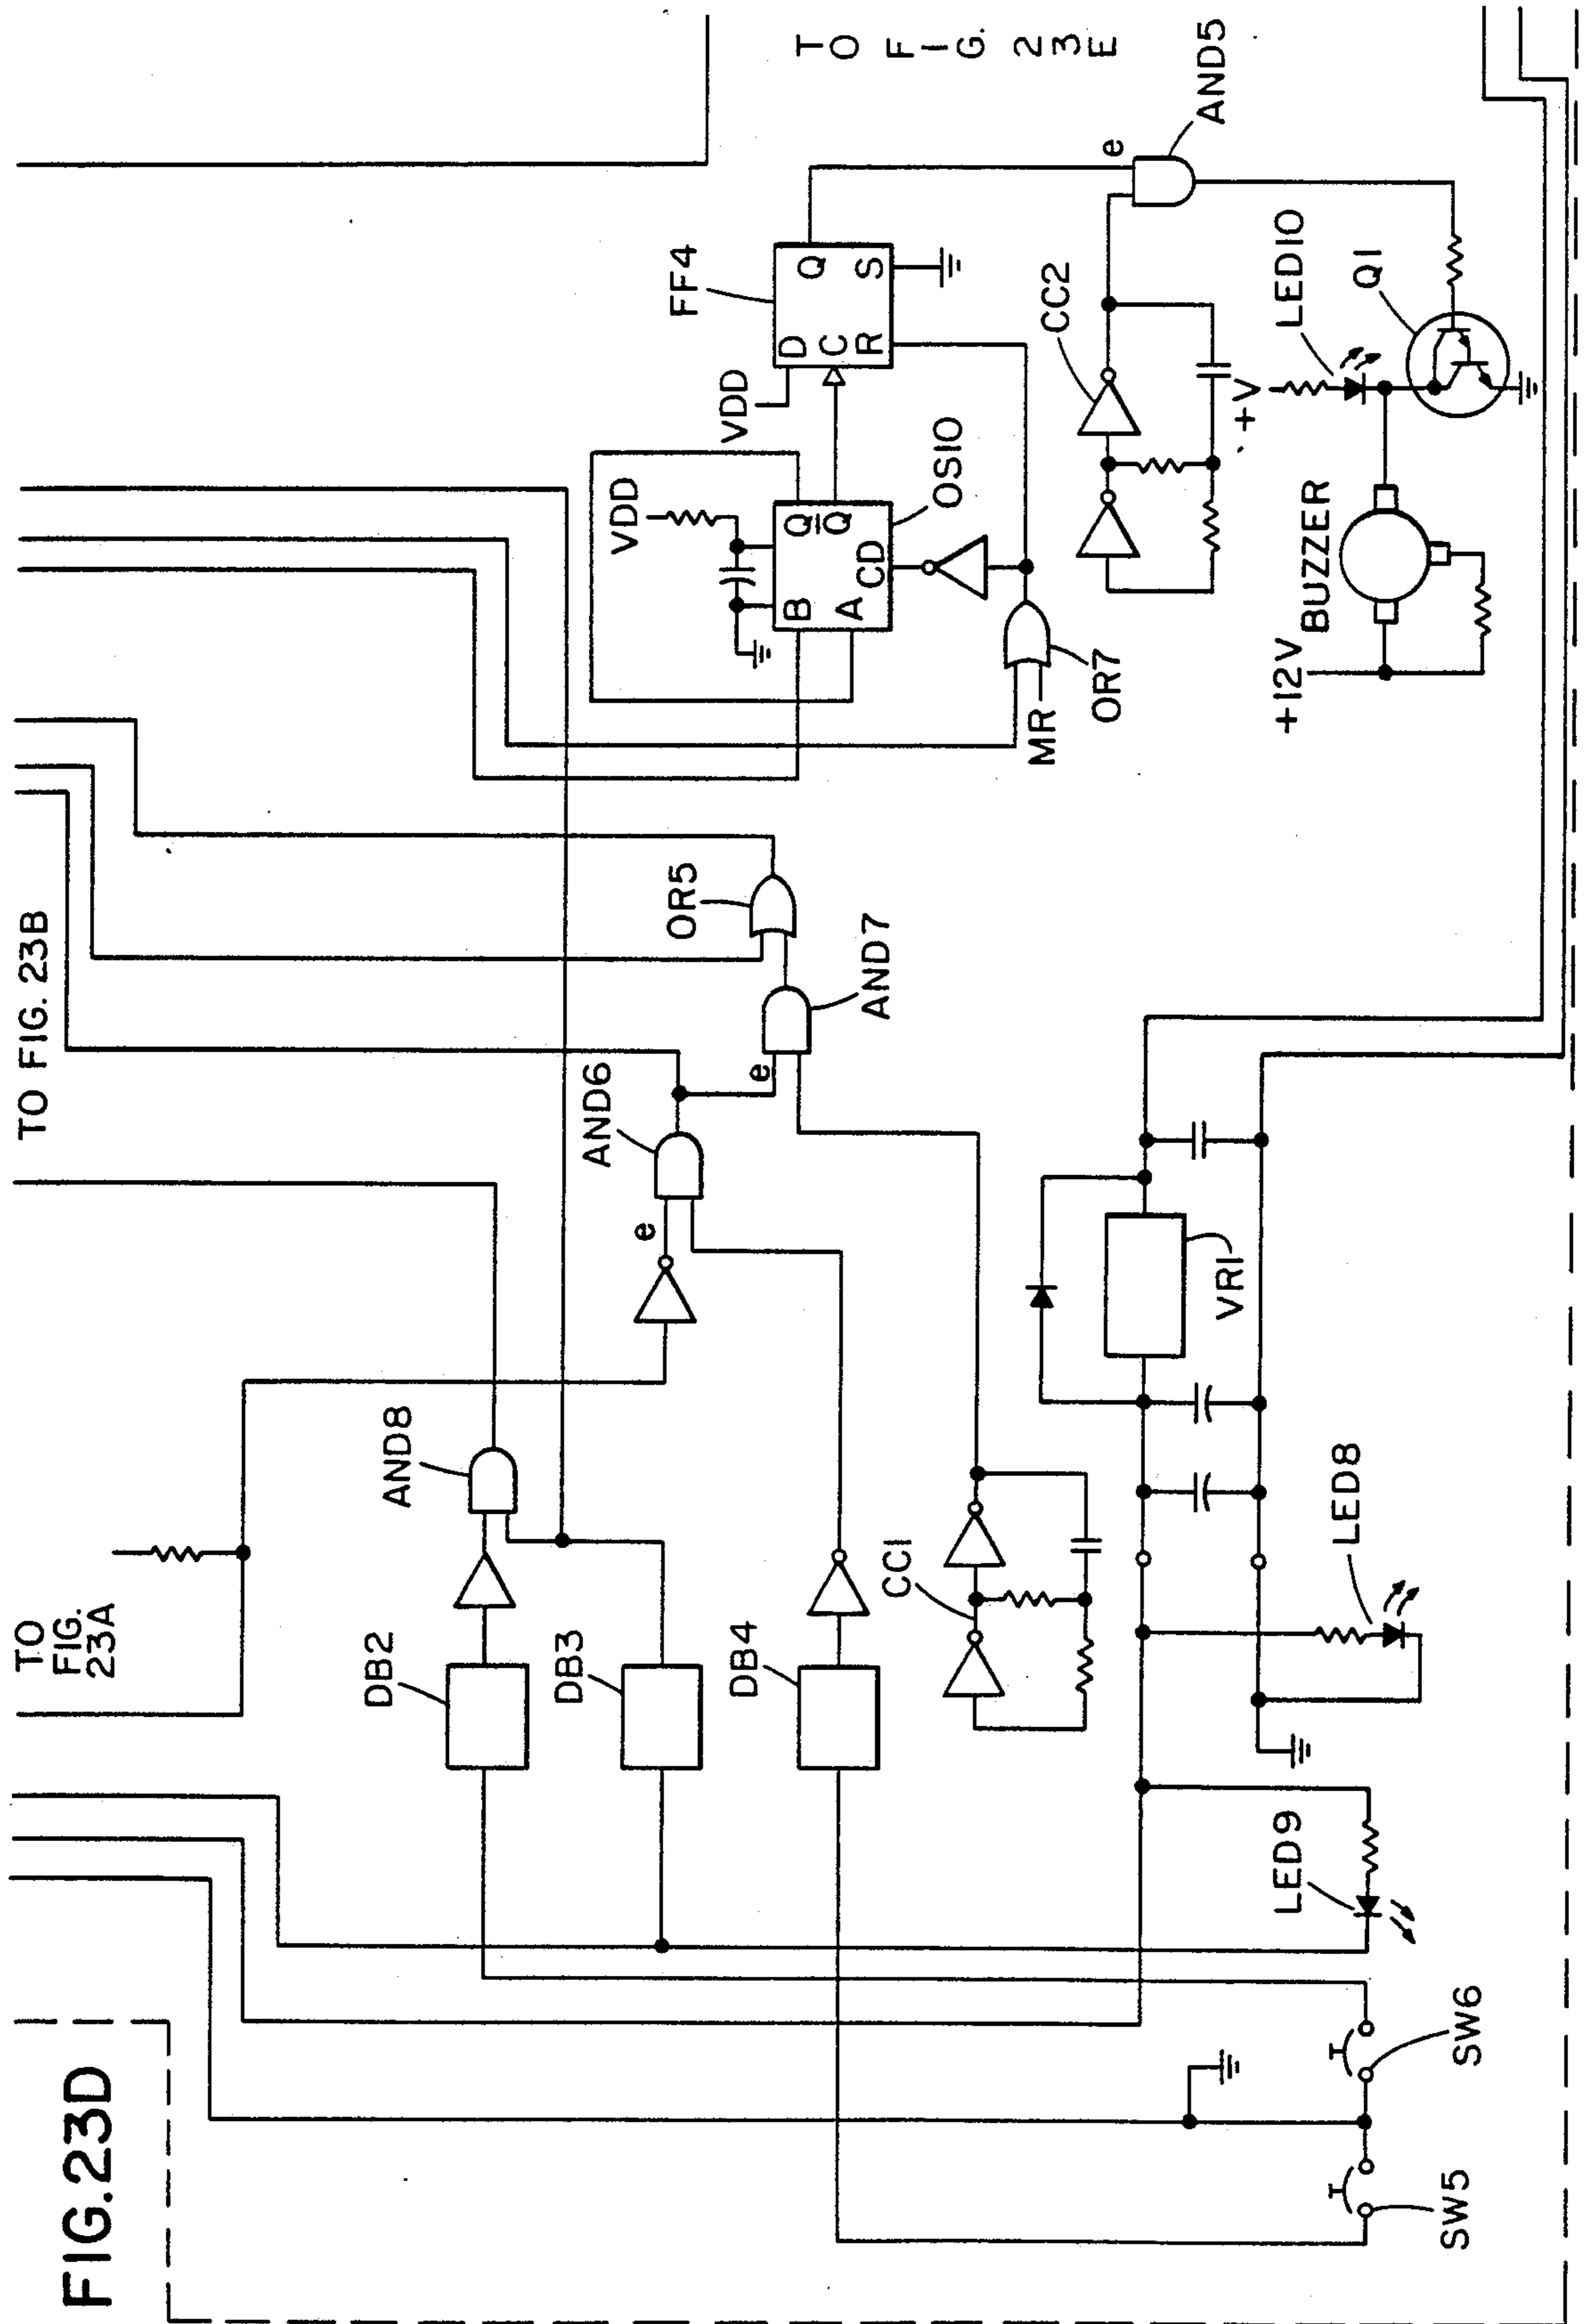 FIG.23D
TO
FIG.
23A
TO FIG. 23B
TO FIG. 23E
DB2
AND8
DB3
DB4
e
AND6
e
AND7
OR5
VDD
B
A
Q
Q
CD
OS10
VDD
D
C
R
Q
S
FF4
MR
OR7
CC2
e
AND5
CC1
VR1
LED8
LED9
SW5
SW6
+12V
BUZZER
+V
LED10
Q1